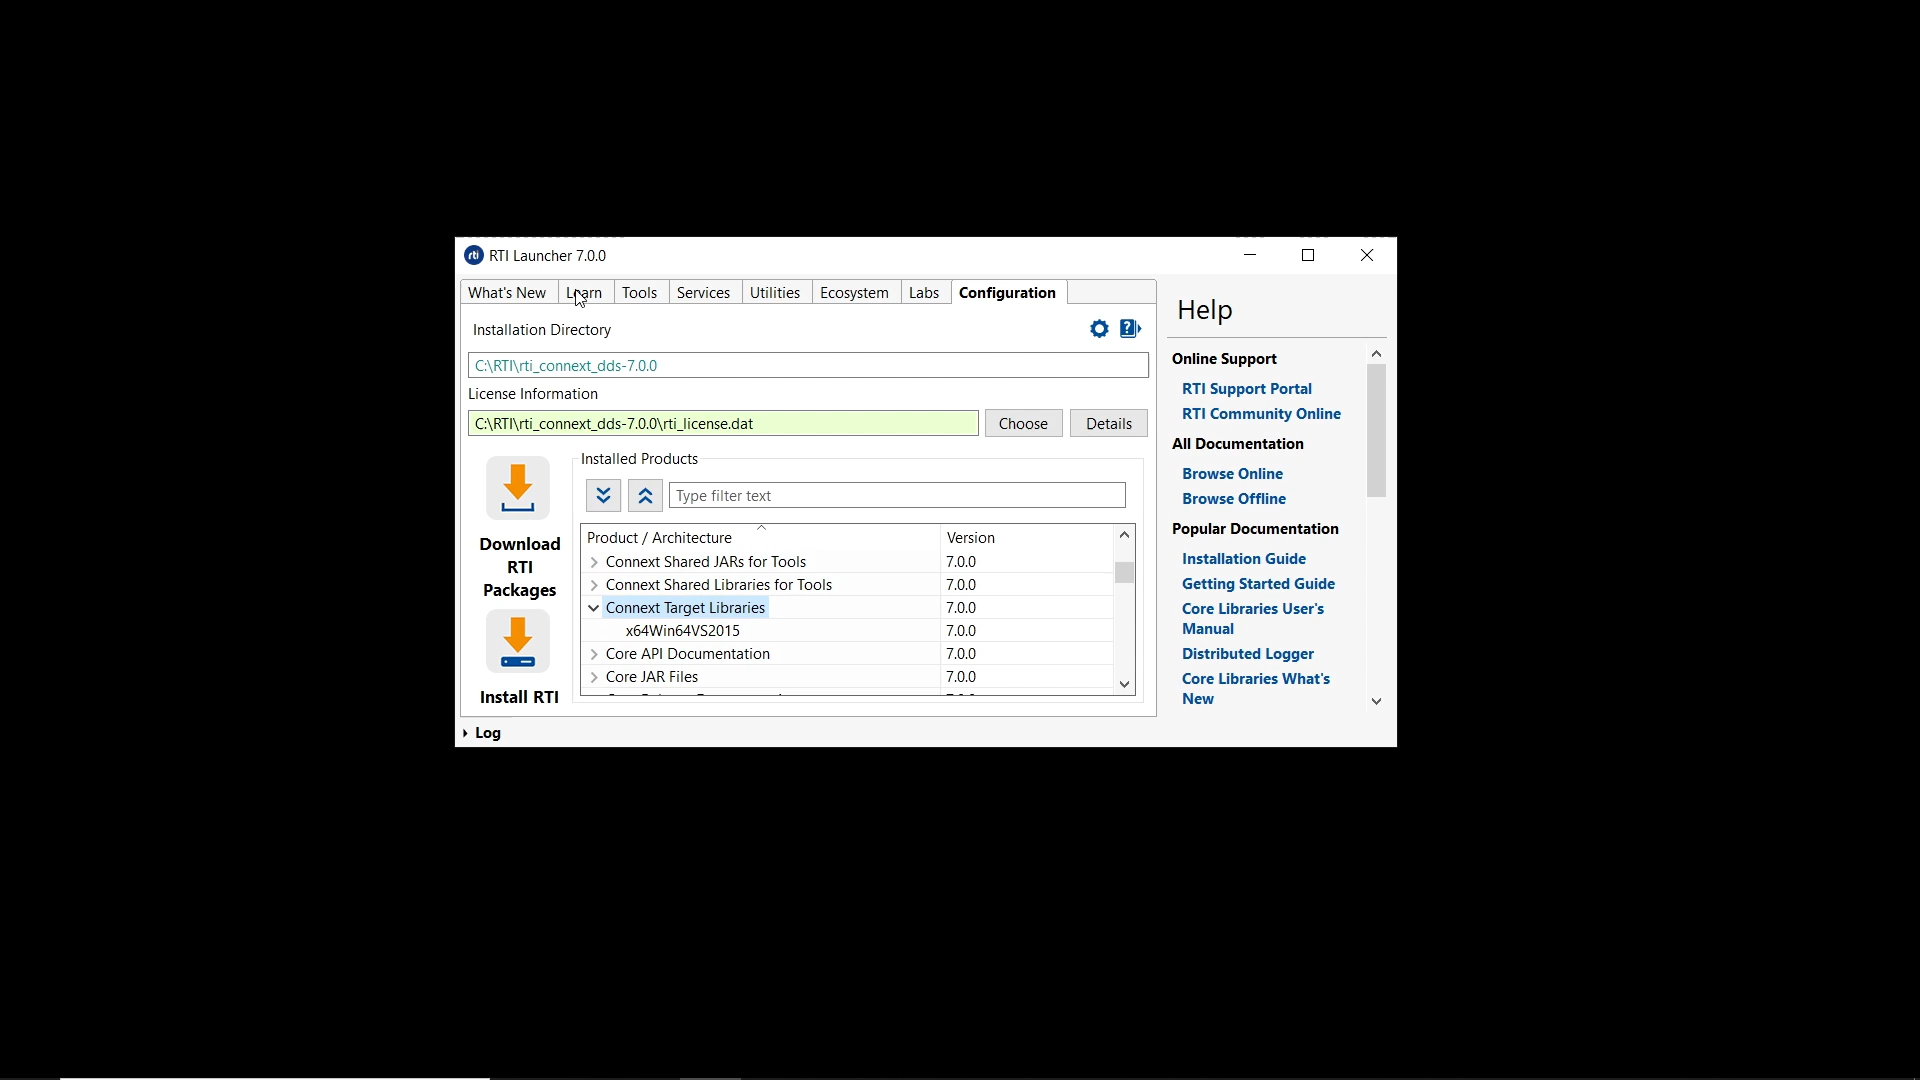 rti RTI Launcher 7.0.0
What's New Learn Tools Services Utilities Ecosystem Labs Configuration
Installation Directory
C:\RTI\rti_connext_dds-7.0.0
License Information
C:\RTI\rti_connext_dds-7.0.0\rti_license.dat Choose Details
Download
RTI
Packages
Install RTI
Installed Products
Type filter text
Product / Architecture Version
Connext Shared JARs for Tools 7.0.0
Connext Shared Libraries for Tools 7.0.0
Connext Target Libraries 7.0.0
x64Win64VS2015 7.0.0
Core API Documentation 7.0.0
Core JAR Files 7.0.0
Log
Help
Online Support
RTI Support Portal
RTI Community Online
All Documentation
Browse Online
Browse Offline
Popular Documentation
Installation Guide
Getting Started Guide
Core Libraries User's
Manual
Distributed Logger
Core Libraries What's
New